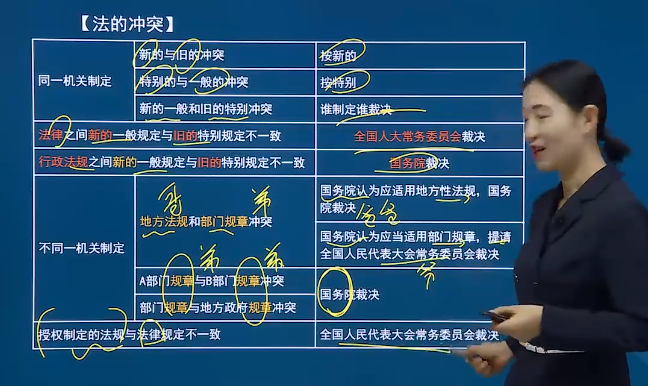 【法的冲突】
同一机关制定
新的与旧的冲突
按新的
特别的与一般的冲突
按特别
新的一般和旧的特别冲突
谁制定谁裁决
法律之间新的一般规定与旧的特别规定不一致
全国人大常务委员会裁决
行政法规之间新的一般规定与旧的特别规定不一致
国务院裁决
不同一机关制定
哥 弟
地方法规和部门规章冲突
国务院认为应适用地方性法规，国务
院裁决
爸爸
国务院认为应当适用部门规章，提请
全国人民代表大会常务委员会裁决
爷
弟 弟
A部门规章与B部门规章冲突
部门规章与地方政府规章冲突
国务院裁决
授权制定的法规与法律规定不一致
全国人民代表大会常务委员会裁决